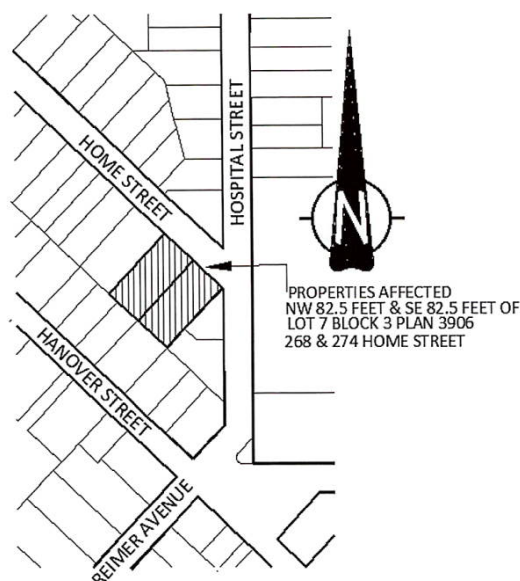 HOSPITAL STREET
HOME STREET
N
PROPERTIES AFFECTED
NW 82.5 FEET & SE 82.5 FEET OF
LOT 7 BLOCK 3 PLAN 3906
268 & 274 HOME STREET
HANOVER STREET
REIMER AVENUE